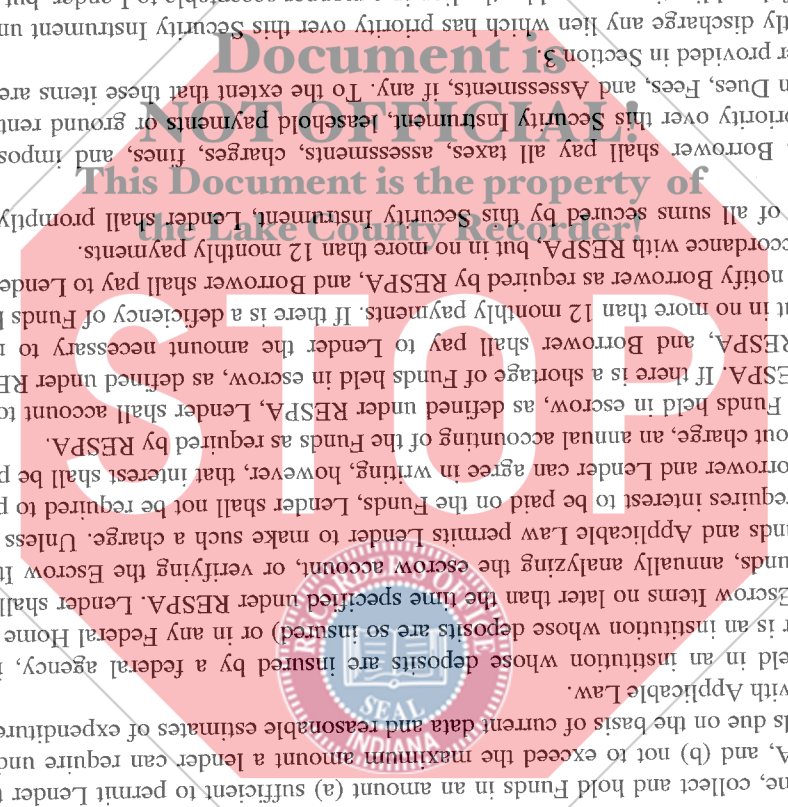 Document is
NOT OFFICIAL!
This Document is the property of
the Lake County Recorder!
STOP
RECORDER'S OFFICE
SEAL
INDIANA
ne, collect and hold Funds in an amount (a) sufficient to permit Lender t
A, and (b) not to exceed the maximum amount a lender can require und
ds due on the basis of current data and reasonable estimates of expenditure
with Applicable Law.
held in an institution whose deposits are insured by a federal agency, i
r is an institution whose deposits are so insured) or in any Federal Home
Escrow Items no later than the time specified under RESPA. Lender shall
unds, annually analyzing the escrow account, or verifying the Escrow It
nds and Applicable Law permits Lender to make such a charge. Unless
requires interest to be paid on the Funds, Lender shall not be required to p
orrower and Lender can agree in writing, however, that interest shall be p
out charge, an annual accounting of the Funds as required by RESPA.
Funds held in escrow, as defined under RESPA, Lender shall account to
ESPA. If there is a shortage of Funds held in escrow, as defined under RE
RESPA, and Borrower shall pay to Lender the amount necessary to m
ut in no more than 12 monthly payments. If there is a deficiency of Funds h
notify Borrower as required by RESPA, and Borrower shall pay to Lende
ccordance with RESPA, but in no more than 12 monthly payments.
of all sums secured by this Security Instrument, Lender shall promptly
. Borrower shall pay all taxes, assessments, charges, fines, and impos
priority over this Security Instrument, leasehold payments or ground rent
n Dues, Fees, and Assessments, if any. To the extent that these items are
er provided in Section 3.
tly discharge any lien which has priority over this Security Instrument un